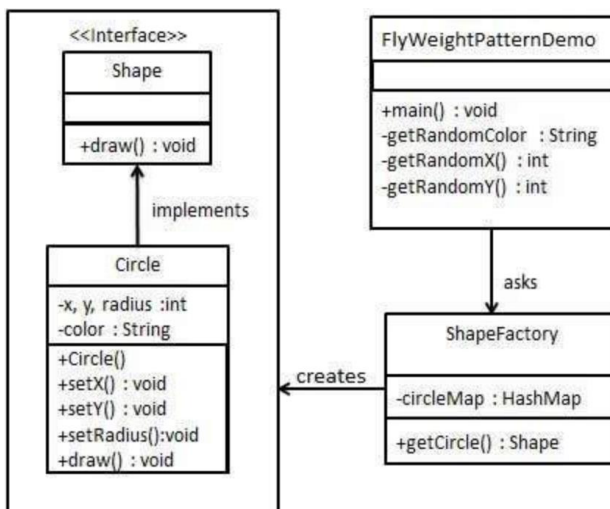 <<Interface>>
Shape
+draw() : void
implements
Circle
-x, y, radius :int
-color : String
+Circle()
+setX() : void
+setY() : void
+setRadius():void
+draw() : void
FlyWeightPatternDemo
+main() : void
-getRandomColor : String
-getRandomX() : int
-getRandomY() : int
asks
ShapeFactory
-circleMap : HashMap
+getCircle() : Shape
creates